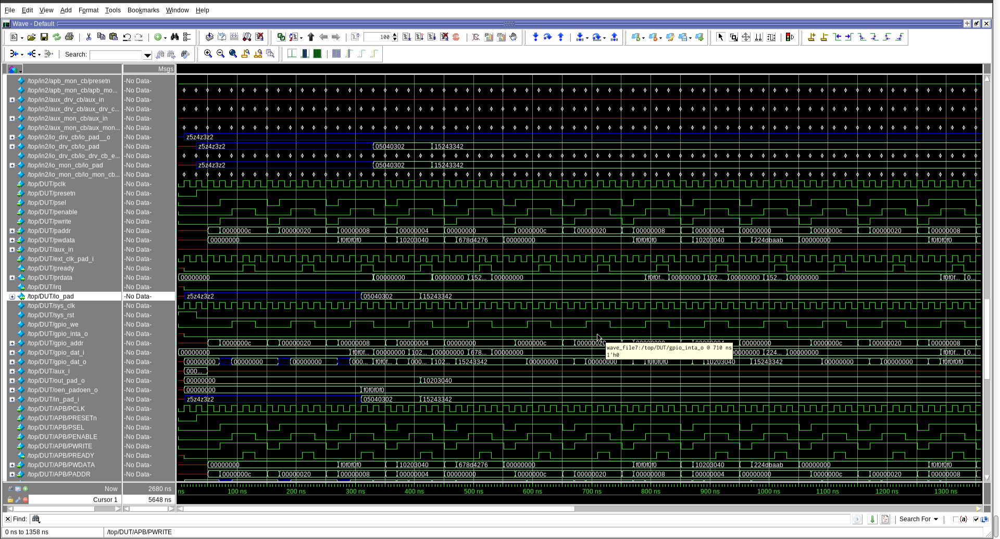 File Edit View Add Format Tools Bookmarks Window Help
Wave - Default
100
Search:
Msgs
/top/in2/apb_mon_cb/presetn -No Data-
/top/in2/apb_mon_cb/apb_mo... -No Data-
/top/in2/aux_drv_cb/aux_in -No Data-
/top/in2/aux_drv_cb/aux_drv_c... -No Data-
/top/in2/aux_mon_cb/aux_in -No Data-
/top/in2/aux_mon_cb/aux_mon... -No Data-
/top/in2/io_drv_cb/io_pad__o -No Data- z5z4z3z2
/top/in2/io_drv_cb/io_pad -No Data- z5z4z3z2 05040302 15243342
/top/in2/io_drv_cb/io_drv_cb_e... -No Data-
/top/in2/io_mon_cb/io_pad -No Data- z5z4z3z2 05040302 15243342
/top/in2/io_mon_cb/io_mon_cb... -No Data-
/top/DUT/pclk -No Data-
/top/DUT/presetn -No Data-
/top/DUT/psel -No Data-
/top/DUT/penable -No Data-
/top/DUT/pwrite -No Data-
/top/DUT/paddr -No Data- 0000000c 00000020 00000008 00000004 00000000 0000000c 00000020 00000008 00000004 00000000 0000000c 00000020 00000008
/top/DUT/pwdata -No Data- 00000000 f0f0f0f0 10203040 678d4276 00000000 f0f0f0f0 10203040 224dbaab 00000000 f0f0f0f0
/top/DUT/aux_in -No Data-
/top/DUT/ext_clk_pad_i -No Data-
/top/DUT/pready -No Data-
/top/DUT/prdata -No Data- 00000000 00000000 00000000 152... 00000000 f0f0f... 00000000 102... 00000000 152... 00000000 f0f0f... 0...
/top/DUT/irq -No Data-
/top/DUT/io_pad -No Data- z5z4z3z2 05040302 15243342
/top/DUT/sys_clk -No Data-
/top/DUT/sys_rst -No Data-
/top/DUT/gpio_we -No Data-
/top/DUT/gpio_inta_o -No Data-
/top/DUT/gpio_addr -No Data- 0000000c 00000020 00000008 00000004 00000000 0000000c 00000020 00000000 0000000c 00000020 00000008
wave_file7:/top/DUT/gpio_inta_o @ 710 ns
1'h0
/top/DUT/gpio_dat_i -No Data- 00000000 f0f0f... 00000000 102... 00000000 678... 00000000 0000000 224... 00000000 f0f0f... 0...
/top/DUT/gpio_dat_o -No Data- 00000000 00000000 00000000 000... f0f0f... 000... 102... 15243342 00000000 00000000 f0f0f0f0 10203040 15243342 00000000 00000000 f0f0f0f0
/top/DUT/aux_i -No Data- 000...
/top/DUT/out_pad_o -No Data- 00000000 10203040
/top/DUT/oen_padoen_o -No Data- 00000000 f0f0f0f0
/top/DUT/in_pad_i -No Data- z5z4z3z2 05040302 15243342
/top/DUT/APB/PCLK -No Data-
/top/DUT/APB/PRESETn -No Data-
/top/DUT/APB/PSEL -No Data-
/top/DUT/APB/PENABLE -No Data-
/top/DUT/APB/PWRITE -No Data-
/top/DUT/APB/PREADY -No Data-
/top/DUT/APB/PWDATA -No Data- 00000000 f0f0f0f0 10203040 678d4276 00000000 f0f0f0f0 10203040 224dbaab 00000000 f0f0f0f0
/top/DUT/APB/PADDR -No Data- 0000000c 00000020 00000008 00000004 00000000 0000000c 00000020 00000008 00000004 00000000 0000000c 00000020 00000008
Now 2680 ns ns 100 ns 200 ns 300 ns 400 ns 500 ns 600 ns 700 ns 800 ns 900 ns 1000 ns 1100 ns 1200 ns 1300 ns
Cursor 1 5648 ns
Find: Search For {a}
0 ns to 1358 ns /top/DUT/APB/PWRITE